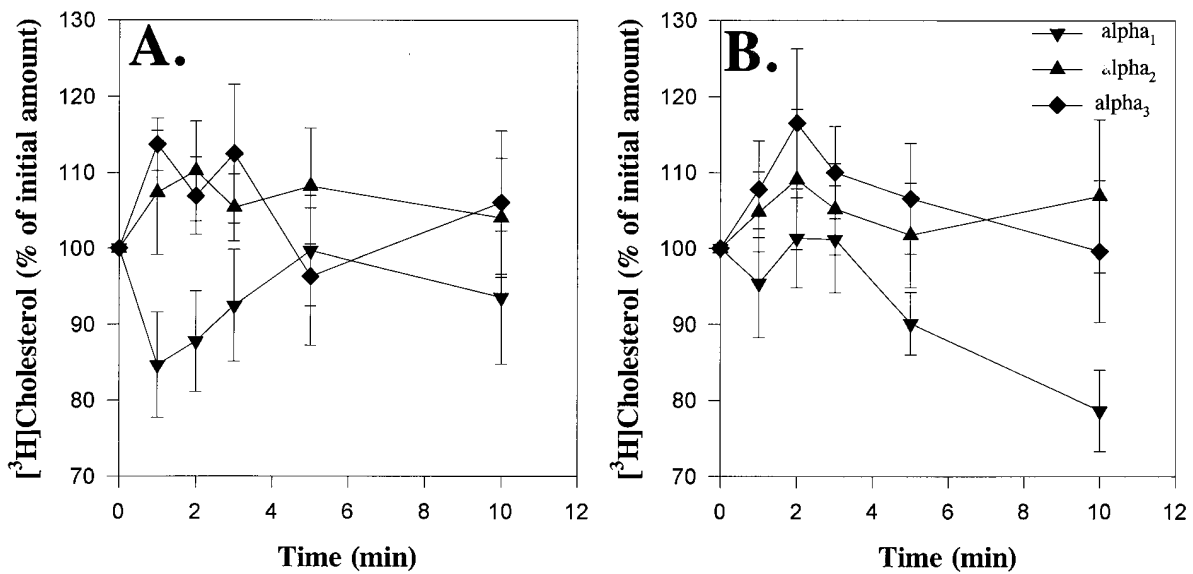 A.
[³H]Cholesterol (% of initial amount)
130
120
110
100
90
80
70
0 2 4 6 8 10 12
Time (min)
B.
alpha₁
alpha₂
alpha₃
[³H]Cholesterol (% of initial amount)
130
120
110
100
90
80
70
0 2 4 6 8 10 12
Time (min)